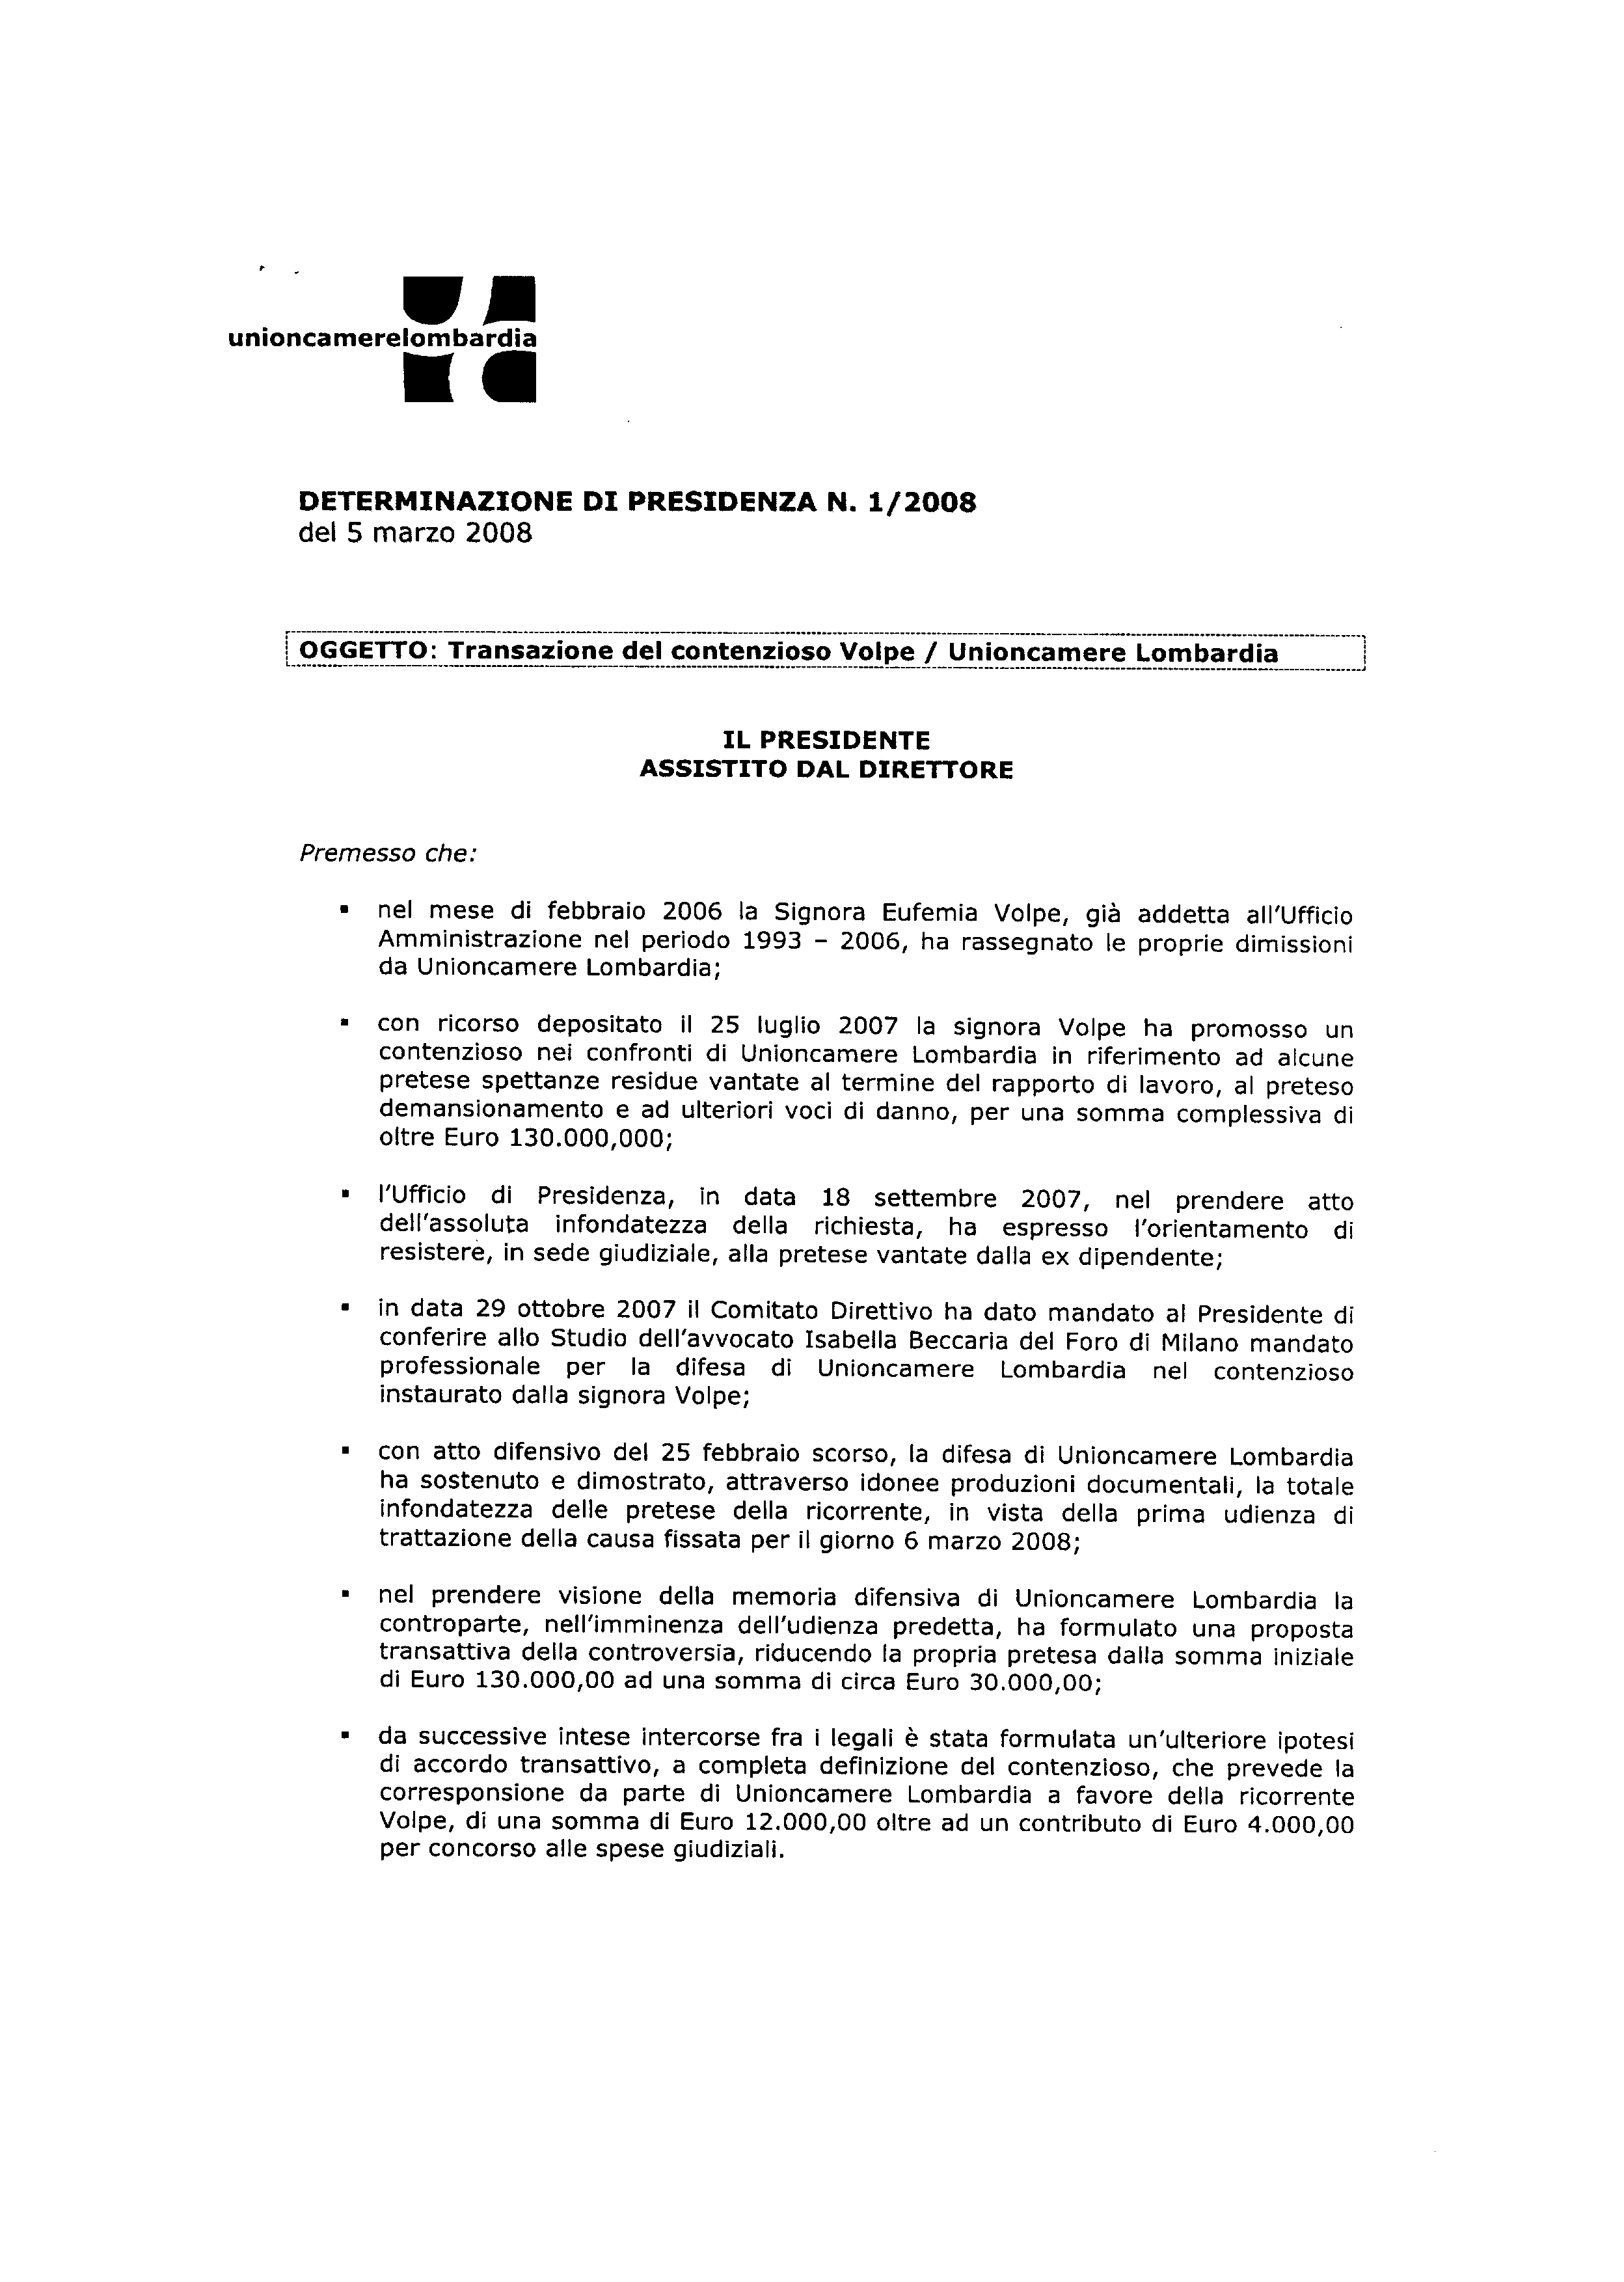 unioncamerelombardia
DETERMINAZIONE DI PRESIDENZA N. 1/2008
del 5 marzo 2008
OGGETTO: Transazione del contenzioso Volpe / Unioncamere Lombardia
IL PRESIDENTE
ASSISTITO DAL DIRETTORE
Premesso che:
▪ nel mese di febbraio 2006 la Signora Eufemia Volpe, già addetta all'Ufficio
Amministrazione nel periodo 1993 – 2006, ha rassegnato le proprie dimissioni
da Unioncamere Lombardia;
▪ con ricorso depositato il 25 luglio 2007 la signora Volpe ha promosso un
contenzioso nei confronti di Unioncamere Lombardia in riferimento ad alcune
pretese spettanze residue vantate al termine del rapporto di lavoro, al preteso
demansionamento e ad ulteriori voci di danno, per una somma complessiva di
oltre Euro 130.000,000;
▪ l'Ufficio di Presidenza, in data 18 settembre 2007, nel prendere atto
dell'assoluta infondatezza della richiesta, ha espresso l'orientamento di
resistere, in sede giudiziale, alla pretese vantate dalla ex dipendente;
▪ in data 29 ottobre 2007 il Comitato Direttivo ha dato mandato al Presidente di
conferire allo Studio dell'avvocato Isabella Beccaria del Foro di Milano mandato
professionale per la difesa di Unioncamere Lombardia nel contenzioso
instaurato dalla signora Volpe;
▪ con atto difensivo del 25 febbraio scorso, la difesa di Unioncamere Lombardia
ha sostenuto e dimostrato, attraverso idonee produzioni documentali, la totale
infondatezza delle pretese della ricorrente, in vista della prima udienza di
trattazione della causa fissata per il giorno 6 marzo 2008;
▪ nel prendere visione della memoria difensiva di Unioncamere Lombardia la
controparte, nell'imminenza dell'udienza predetta, ha formulato una proposta
transattiva della controversia, riducendo la propria pretesa dalla somma iniziale
di Euro 130.000,00 ad una somma di circa Euro 30.000,00;
▪ da successive intese intercorse fra i legali è stata formulata un'ulteriore ipotesi
di accordo transattivo, a completa definizione del contenzioso, che prevede la
corresponsione da parte di Unioncamere Lombardia a favore della ricorrente
Volpe, di una somma di Euro 12.000,00 oltre ad un contributo di Euro 4.000,00
per concorso alle spese giudiziali.